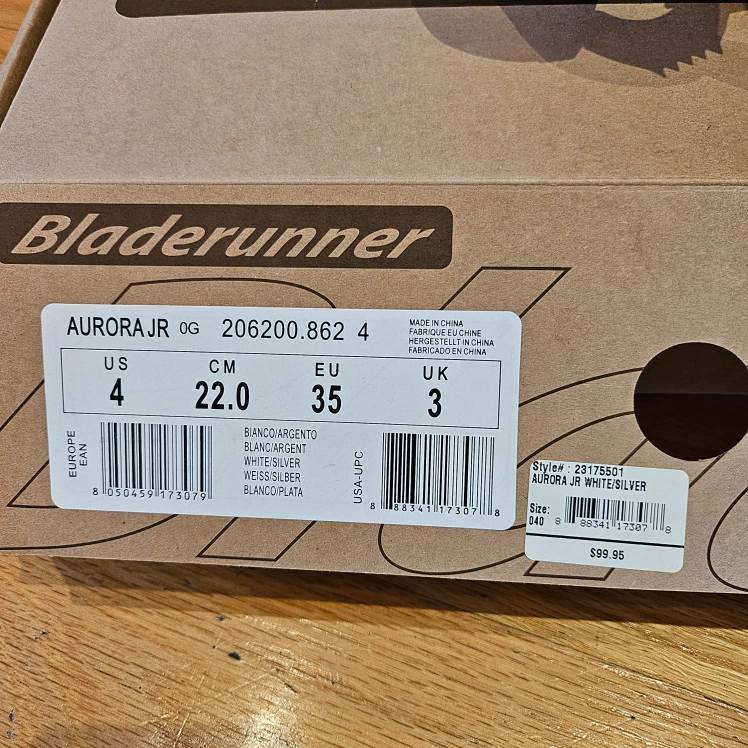 Bladerunner
AURORA JR 0G 206200.862 4
MADE IN CHINA
FABRIQUE EU CHINE
HERGESTELLT IN CHINA
FABRICADO EN CHINA
US CM EU UK
4 22.0 35 3
EUROPE
EAN
8 050459 173079
BIANCO/ARGENTO
BLANC/ARGENT
WHITE/SILVER
WEISS/SILBER
BLANCO/PLATA
USA-UPC
8 88341 17307 8
Style# : 23175501
AURORA JR WHITE/SILVER
Size:
040
8 88341 17307 8
$99.95